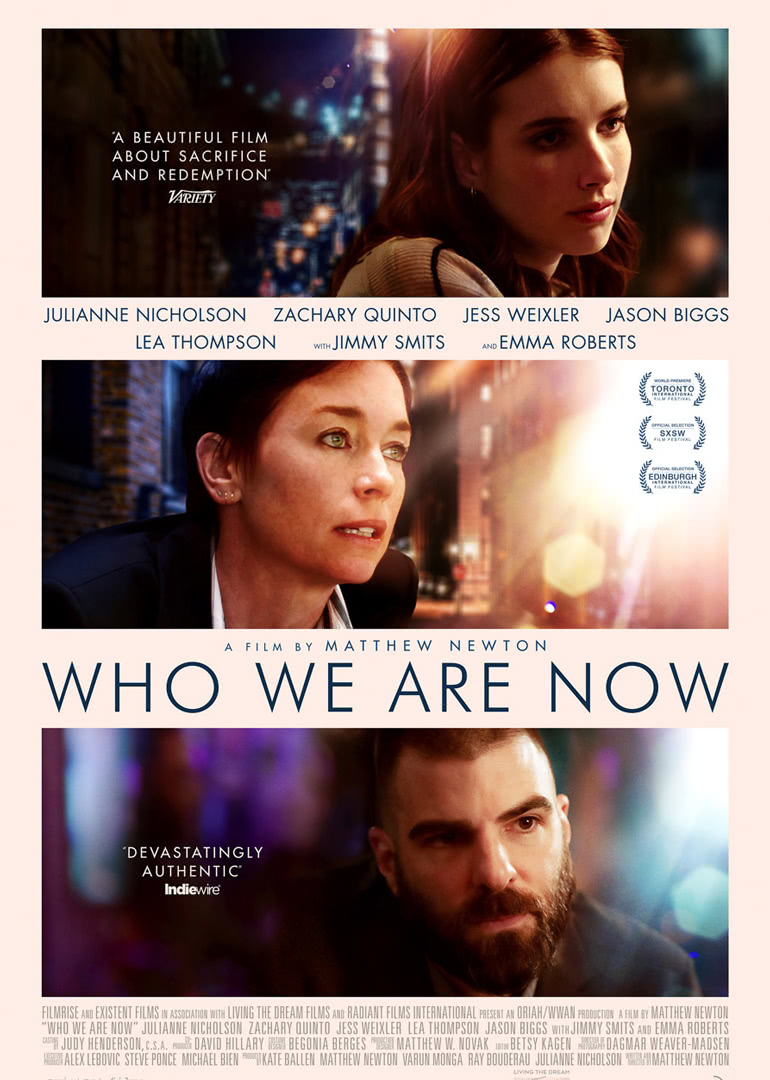 "A BEAUTIFUL FILM
ABOUT SACRIFICE
AND REDEMPTION"
VARIETY
JULIANNE NICHOLSON ZACHARY QUINTO JESS WEIXLER JASON BIGGS
LEA THOMPSON WITH JIMMY SMITS AND EMMA ROBERTS
WORLD PREMIERE
TORONTO
INTERNATIONAL
FILM FESTIVAL
OFFICIAL SELECTION
SXSW
FILM FESTIVAL
OFFICIAL SELECTION
EDINBURGH
INTERNATIONAL
FILM FESTIVAL
A FILM BY MATTHEW NEWTON
WHO WE ARE NOW
"DEVASTATINGLY
AUTHENTIC"
IndieWire
FILMRISE AND EXISTENT FILMS IN ASSOCIATION WITH LIVING THE DREAM FILMS AND RADIANT FILMS INTERNATIONAL PRESENT AN ORIAH/WWAN PRODUCTION A FILM BY MATTHEW NEWTON
"WHO WE ARE NOW" JULIANNE NICHOLSON ZACHARY QUINTO JESS WEIXLER LEA THOMPSON JASON BIGGS WITH JIMMY SMITS AND EMMA ROBERTS
CASTING BY JUDY HENDERSON, C.S.A. DAVID HILLARY BEGONIA BERGES MATTHEW W. NOVAK EDITOR BETSY KAGEN DAGMAR WEAVER-MADSEN
ALEX LEBOVIC STEVE PONCE MICHAEL BIEN KATE BALLEN MATTHEW NEWTON VARUN MONGA RAY BOUDERAU JULIANNE NICHOLSON MATTHEW NEWTON
LIVING THE DREAM